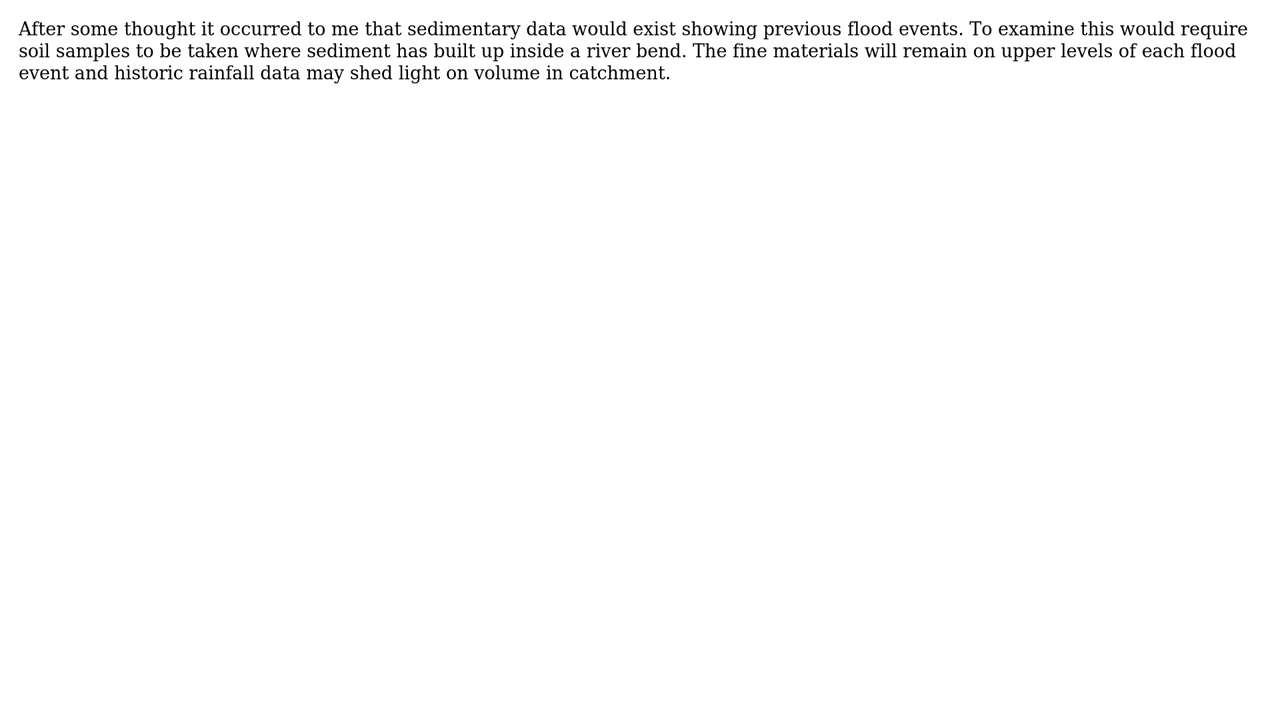 After some thought it occurred to me that sedimentary data would exist showing previous flood events. To examine this would require
soil samples to be taken where sediment has built up inside a river bend. The fine materials will remain on upper levels of each flood
event and historic rainfall data may shed light on volume in catchment.